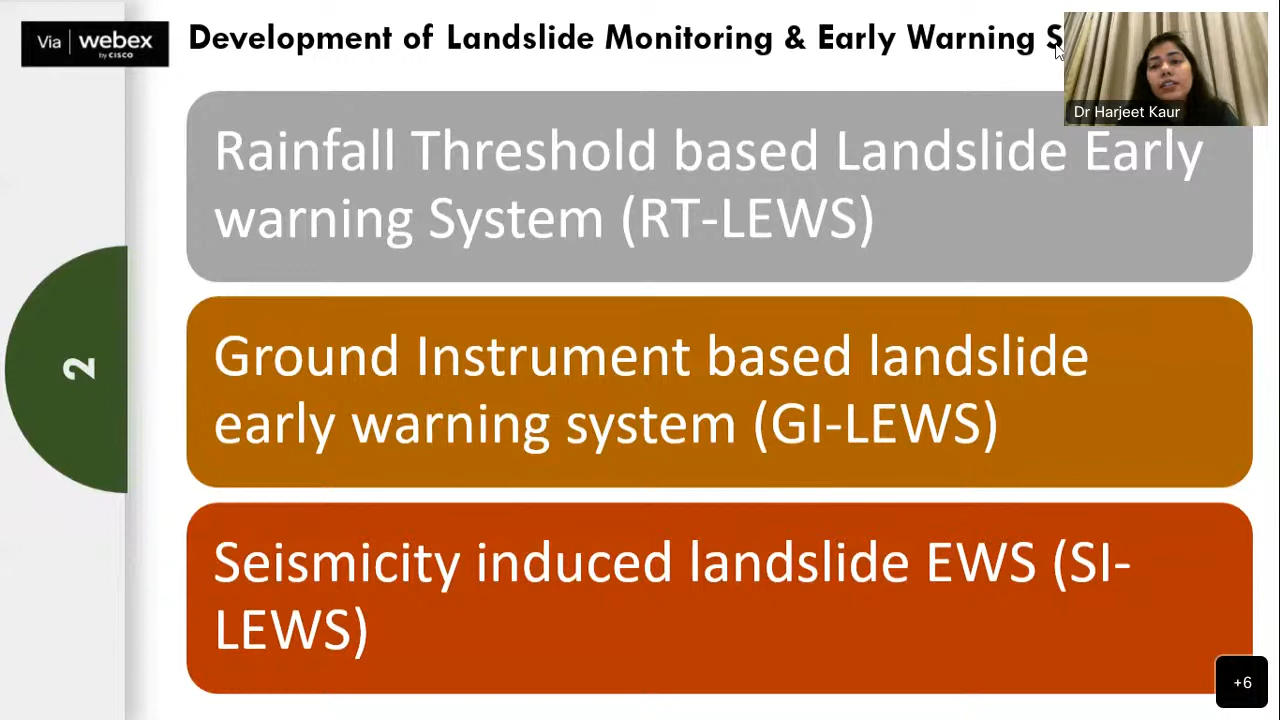 Via webex
by CISCO
Development of Landslide Monitoring & Early Warning S
Dr Harjeet Kaur
Rainfall Threshold based Landslide Early
warning System (RT-LEWS)
Ground Instrument based landslide
early warning system (GI-LEWS)
2
Seismicity induced landslide EWS (SI-
LEWS)
+6